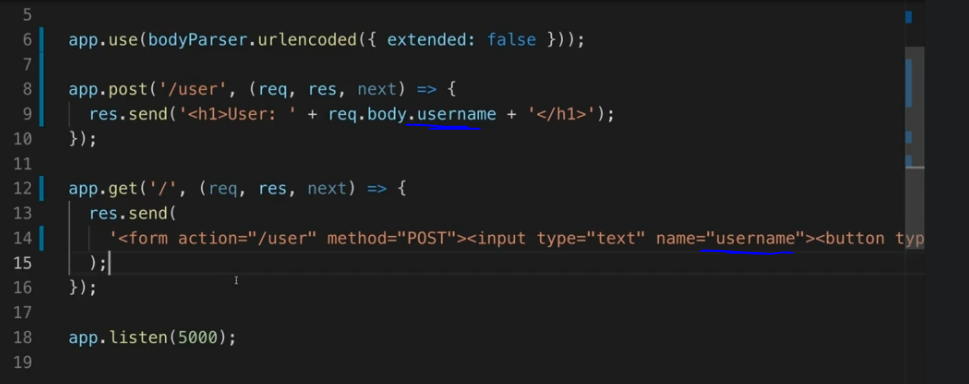 5
6 app.use(bodyParser.urlencoded({ extended: false }));
7
8 app.post('/user', (req, res, next) => {
9 res.send('<h1>User: ' + req.body.username + '</h1>');
10 });
11
12 app.get('/', (req, res, next) => {
13 res.send(
14 '<form action="/user" method="POST"><input type="text" name="username"><button typ
15 );
16 });
17
18 app.listen(5000);
19